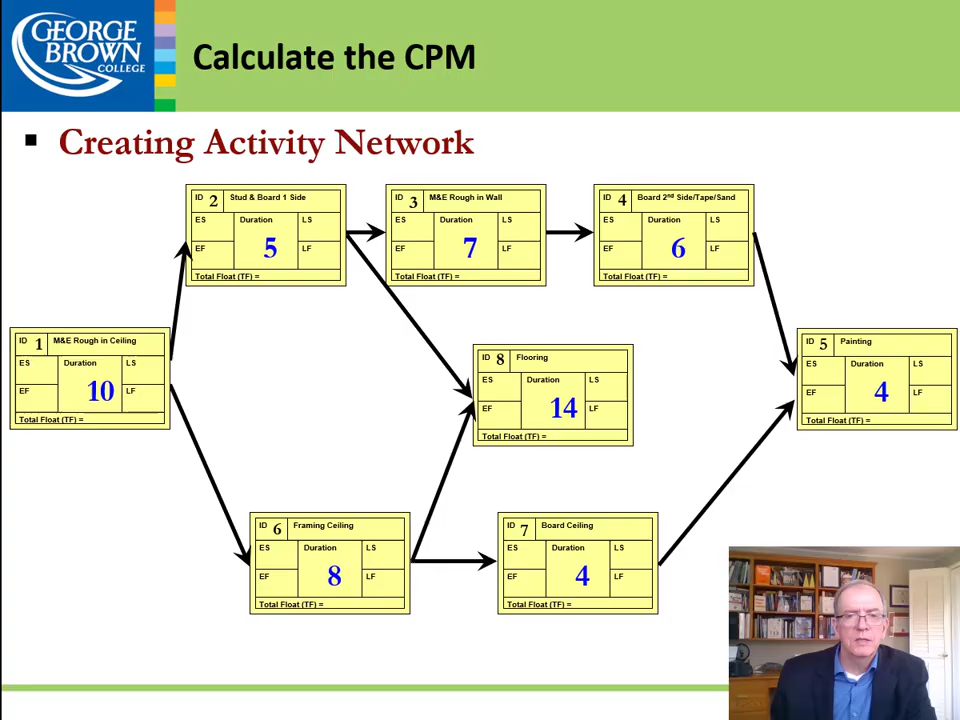 GEORGE
BROWN
COLLEGE
Calculate the CPM
▪ Creating Activity Network
ID 2 Stud & Board 1 Side
ES Duration LS
5
EF LF
Total Float (TF) =
ID 3 M&E Rough in Wall
ES Duration LS
7
EF LF
Total Float (TF) =
ID 4 Board 2nd Side/Tape/Sand
ES Duration LS
6
EF LF
Total Float (TF) =
ID 1 M&E Rough in Ceiling
ES Duration LS
10
EF LF
Total Float (TF) =
ID 8 Flooring
ES Duration LS
14
EF LF
Total Float (TF) =
ID 5 Painting
ES Duration LS
4
EF LF
Total Float (TF) =
ID 6 Framing Ceiling
ES Duration LS
8
EF LF
Total Float (TF) =
ID 7 Board Ceiling
ES Duration LS
4
EF LF
Total Float (TF) =